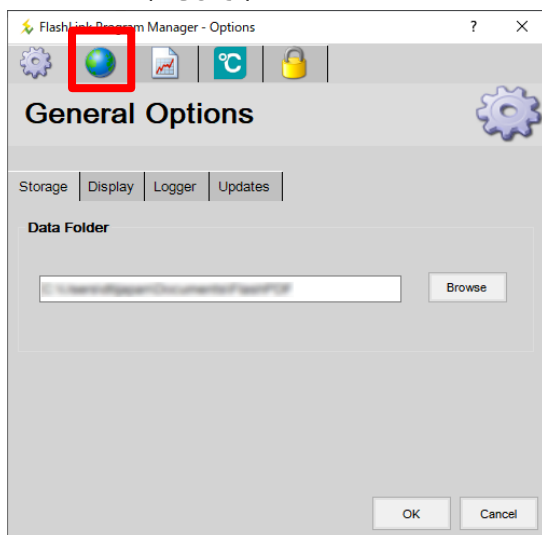 FlashLink Program Manager - Options
?
°C
General Options
Storage Display Logger Updates
Data Folder
Browse
OK Cancel